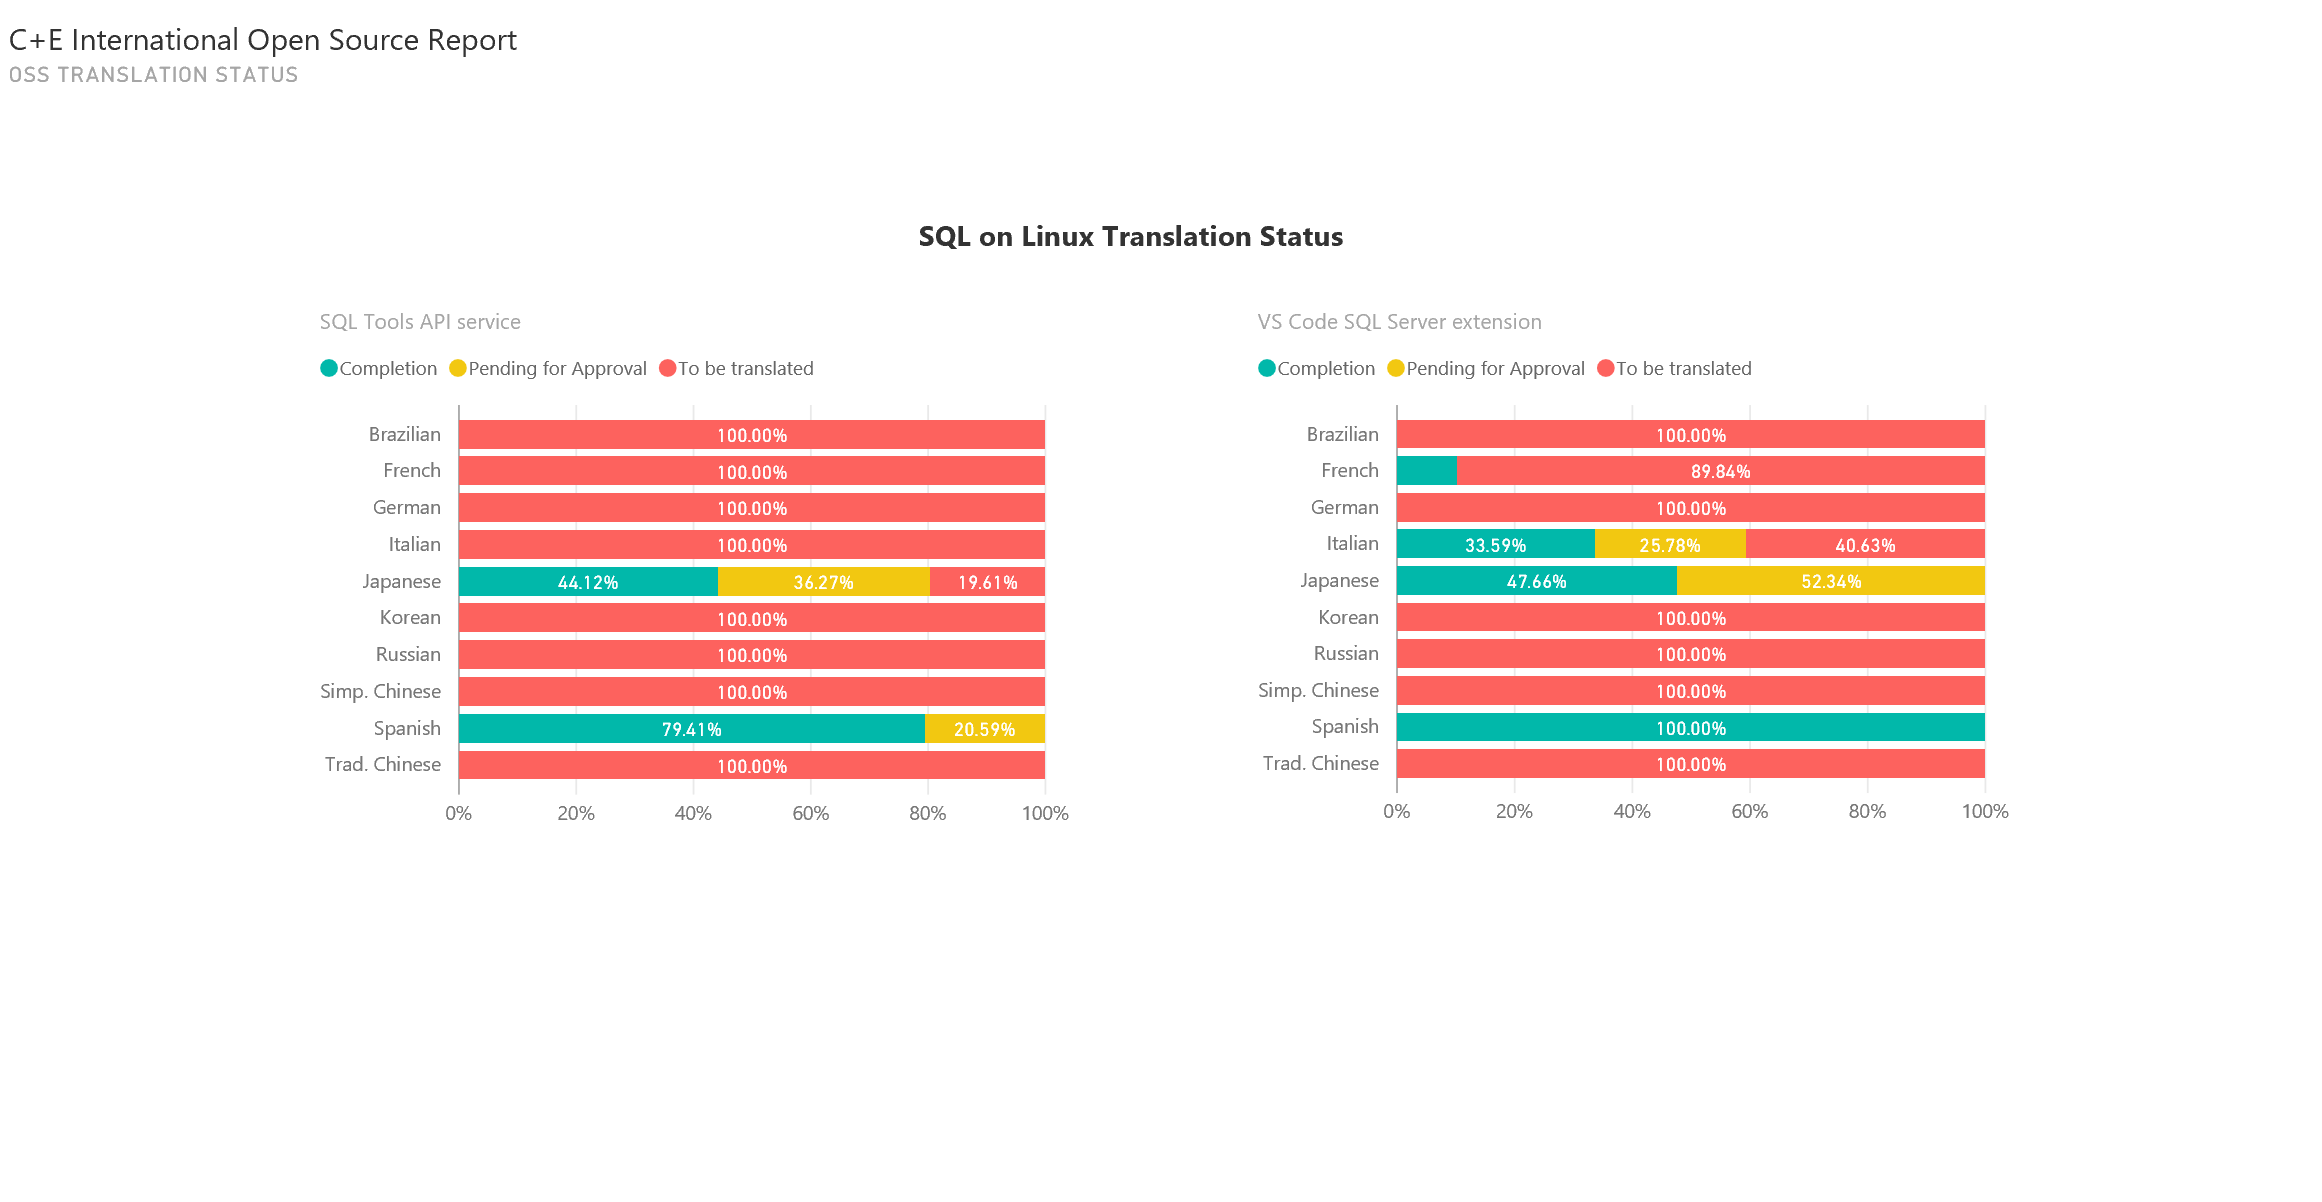 C+E International Open Source Report
OSS TRANSLATION STATUS
SQL on Linux Translation Status
SQL Tools API service
Completion Pending for Approval To be translated
Brazilian 100.00%
French 100.00%
German 100.00%
Italian 100.00%
Japanese 44.12% 36.27% 19.61%
Korean 100.00%
Russian 100.00%
Simp. Chinese 100.00%
Spanish 79.41% 20.59%
Trad. Chinese 100.00%
0% 20% 40% 60% 80% 100%
VS Code SQL Server extension
Completion Pending for Approval To be translated
Brazilian 100.00%
French 89.84%
German 100.00%
Italian 33.59% 25.78% 40.63%
Japanese 47.66% 52.34%
Korean 100.00%
Russian 100.00%
Simp. Chinese 100.00%
Spanish 100.00%
Trad. Chinese 100.00%
0% 20% 40% 60% 80% 100%